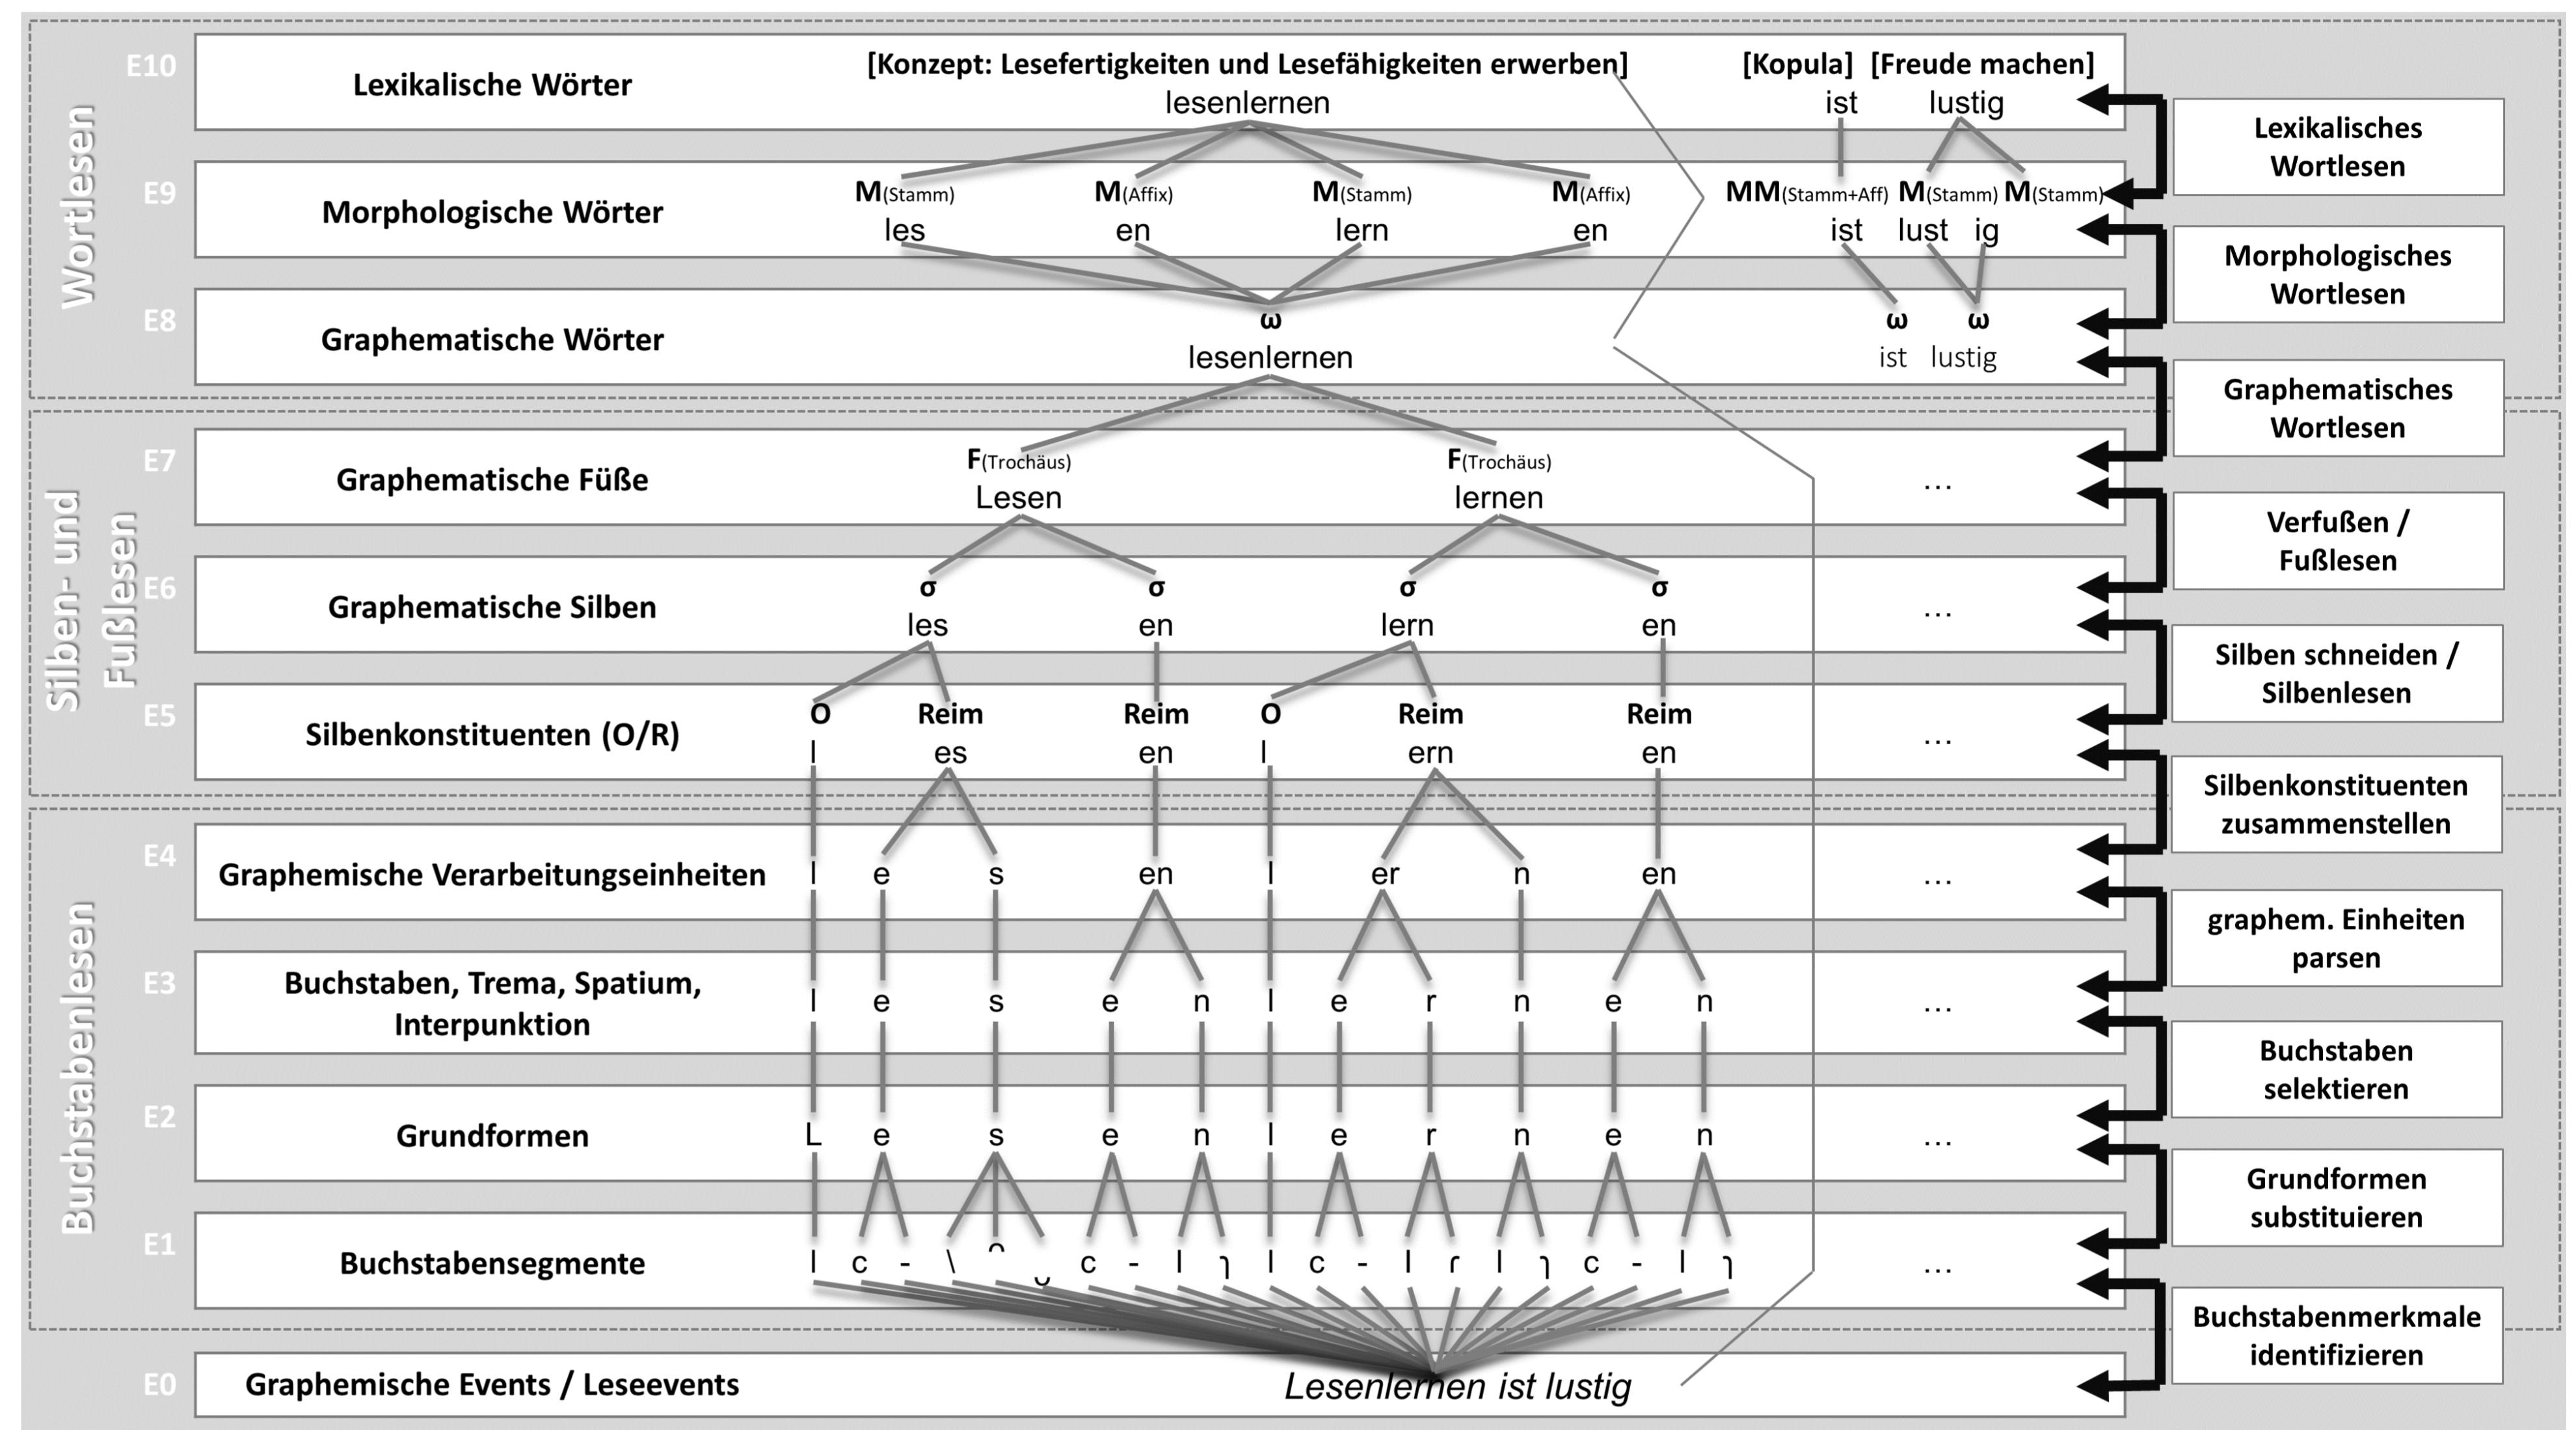 Wortlesen
E10
Lexikalische Wörter
[Konzept: Lesefertigkeiten und Lesefähigkeiten erwerben]
lesenlernen
[Kopula] [Freude machen]
ist lustig
E9
Morphologische Wörter
M(Stamm) M(Affix) M(Stamm) M(Affix) MM(Stamm+Aff) M(Stamm) M(Stamm)
les en lern en ist lust ig
E8
Graphematische Wörter
ω ω ω
lesenlernen ist lustig
Silben- und
Fußlesen
E7
Graphematische Füße
F(Trochäus) F(Trochäus)
Lesen lernen ...
E6
Graphematische Silben
σ σ σ σ
les en lern en ...
E5
Silbenkonstituenten (O/R)
O Reim Reim O Reim Reim
l es en l ern en ...
Buchstabenlesen
E4
Graphemische Verarbeitungseinheiten
l e s en l er n en ...
E3
Buchstaben, Trema, Spatium,
Interpunktion
l e s e n l e r n e n ...
E2
Grundformen
L e s e n l e r n e n ...
E1
Buchstabensegmente
l c - \ c - l l c - l l c - l ...
E0
Graphemische Events / Leseevents
Lesenlernen ist lustig
Lexikalisches
Wortlesen
Morphologisches
Wortlesen
Graphematisches
Wortlesen
Verfußen /
Fußlesen
Silben schneiden /
Silbenlesen
Silbenkonstituenten
zusammenstellen
graphem. Einheiten
parsen
Buchstaben
selektieren
Grundformen
substituieren
Buchstabenmerkmale
identifizieren